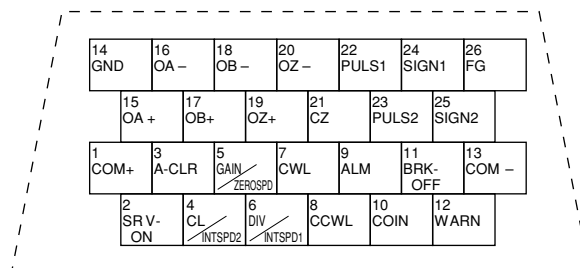 14 16 18 20 22 24 26
GND OA – OB – OZ – PULS1 SIGN1 FG
15 17 19 21 23 25
OA + OB+ OZ+ CZ PULS2 SIGN2
1 3 5 7 9 11 13
COM+ A-CLR GAIN/ZEROSPD CWL ALM BRK-OFF COM –
2 4 6 8 10 12
SRV-ON CL/INTSPD2 DIV/INTSPD1 CCWL COIN WARN